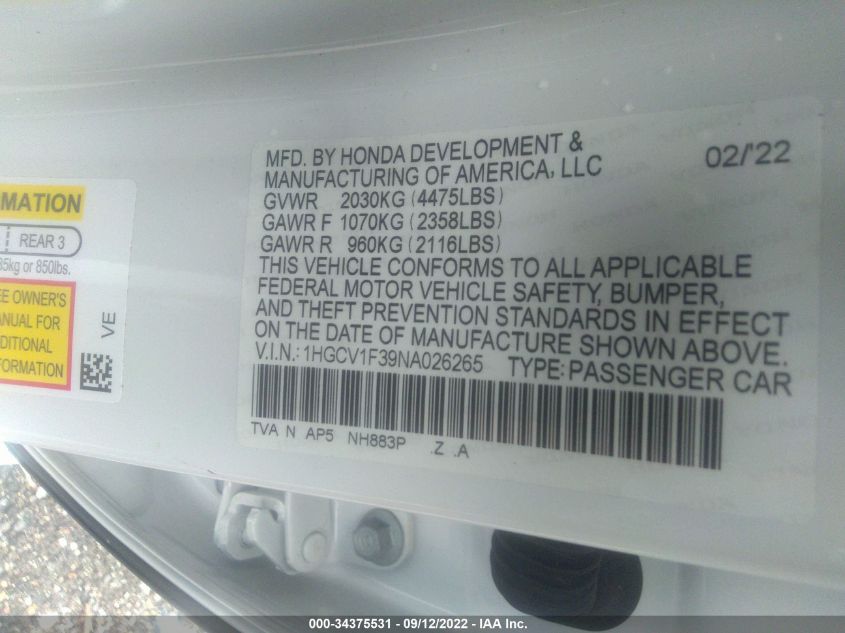 MFD. BY HONDA DEVELOPMENT &
MANUFACTURING OF AMERICA, LLC
02/'22
GVWR 2030KG (4475LBS)
GAWR F 1070KG (2358LBS)
GAWR R 960KG (2116LBS)
THIS VEHICLE CONFORMS TO ALL APPLICABLE
FEDERAL MOTOR VEHICLE SAFETY, BUMPER,
AND THEFT PREVENTION STANDARDS IN EFFECT
ON THE DATE OF MANUFACTURE SHOWN ABOVE.
V.I.N.: 1HGCV1F39NA026265 TYPE: PASSENGER CAR
TVA N AP5 NH883P .Z .A
MATION
REAR 3
85kg or 850lbs.
EE OWNER'S
ANUAL FOR
DITIONAL
FORMATION
VE
000-34375531 - 09/12/2022 - IAA Inc.